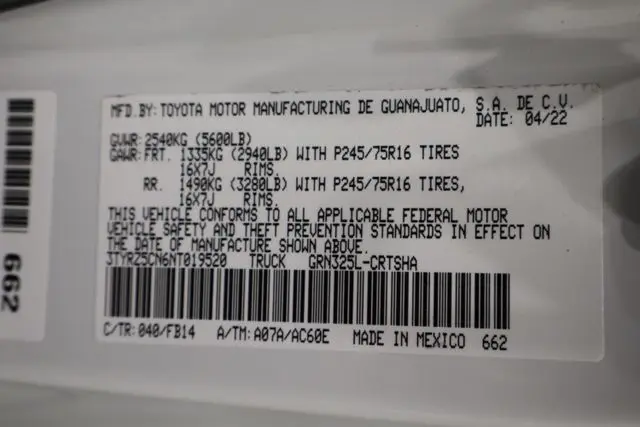 MFD.BY: TOYOTA MOTOR MANUFACTURING DE GUANAJUATO, S.A. DE C.V.
DATE: 04/22
GVWR: 2540KG (5600LB)
GAWR: FRT. 1335KG (2940LB) WITH P245/75R16 TIRES
16X7J RIMS.
RR. 1490KG (3280LB) WITH P245/75R16 TIRES,
16X7J RIMS.
THIS VEHICLE CONFORMS TO ALL APPLICABLE FEDERAL MOTOR
VEHICLE SAFETY AND THEFT PREVENTION STANDARDS IN EFFECT ON
THE DATE OF MANUFACTURE SHOWN ABOVE.
3TYRZ5CN6NT019520 TRUCK GRN325L-CRTSHA
C/TR: 040/FB14 A/TM: A07A/AC60E MADE IN MEXICO 662
662